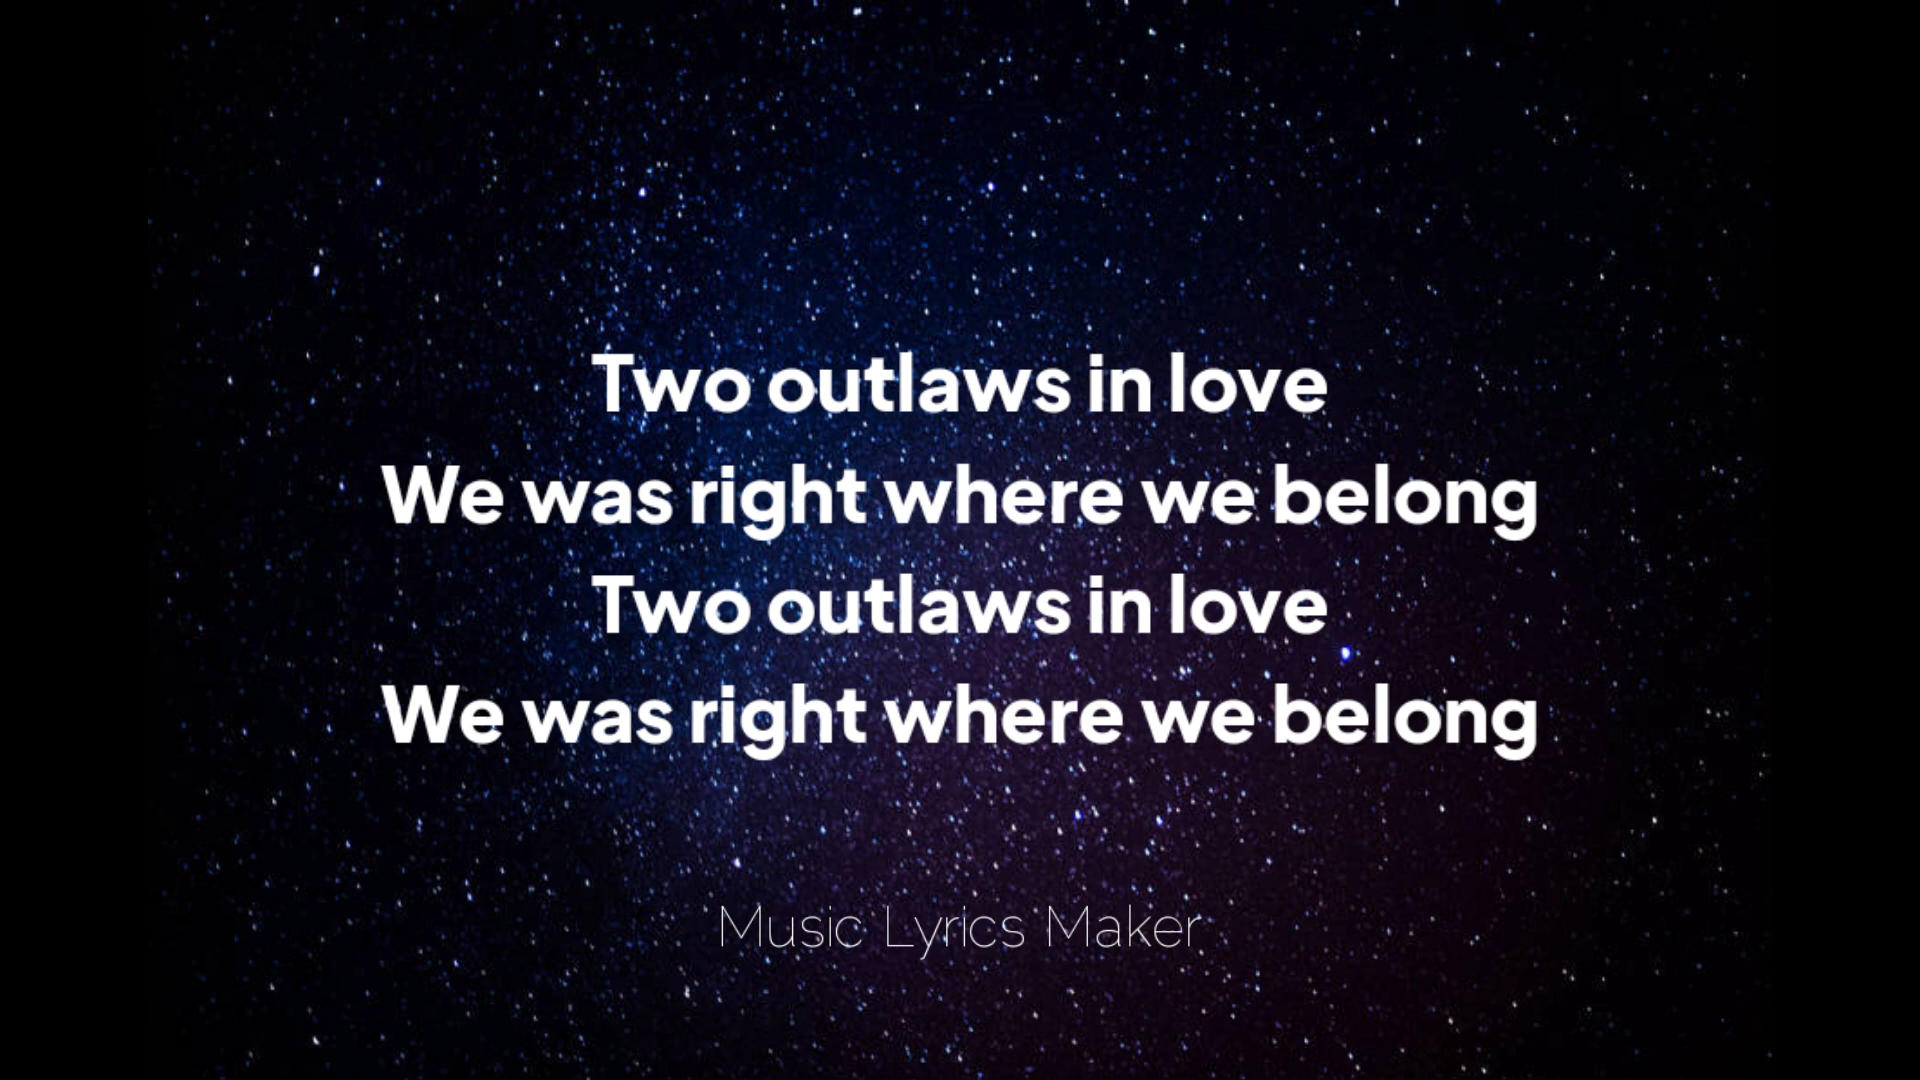 Two outlaws in love
We was right where we belong
Two outlaws in love
We was right where we belong
Music Lyrics Maker